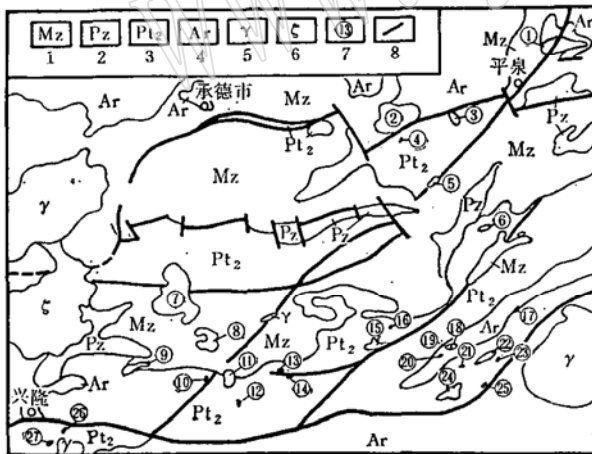 Mz Pz Pt₂ Ar γ ζ ⑬
1 2 3 4 5 6 7 8
Mz ① Ar
平泉
Ar 承德市 Mz Ar
② ③
Pt₂ ④ Pz
Pt₂
Mz Mz
⑤
γ Pz ⑥
Pz Pz Mz
Pt₂
ζ ⑦ Pt₂
Mz γ
⑧ Mz Pt₂ ⑮ ⑯ ⑲ ⑱ Ar ⑰
Pz ⑨ ⑳ ㉑ ㉒ ㉓ γ
Ar ⑩ ⑪ ⑬ ⑭ ㉔ ㉕
兴隆 ⑫
㉖ Pt₂
㉗ γ Pt₂ Ar